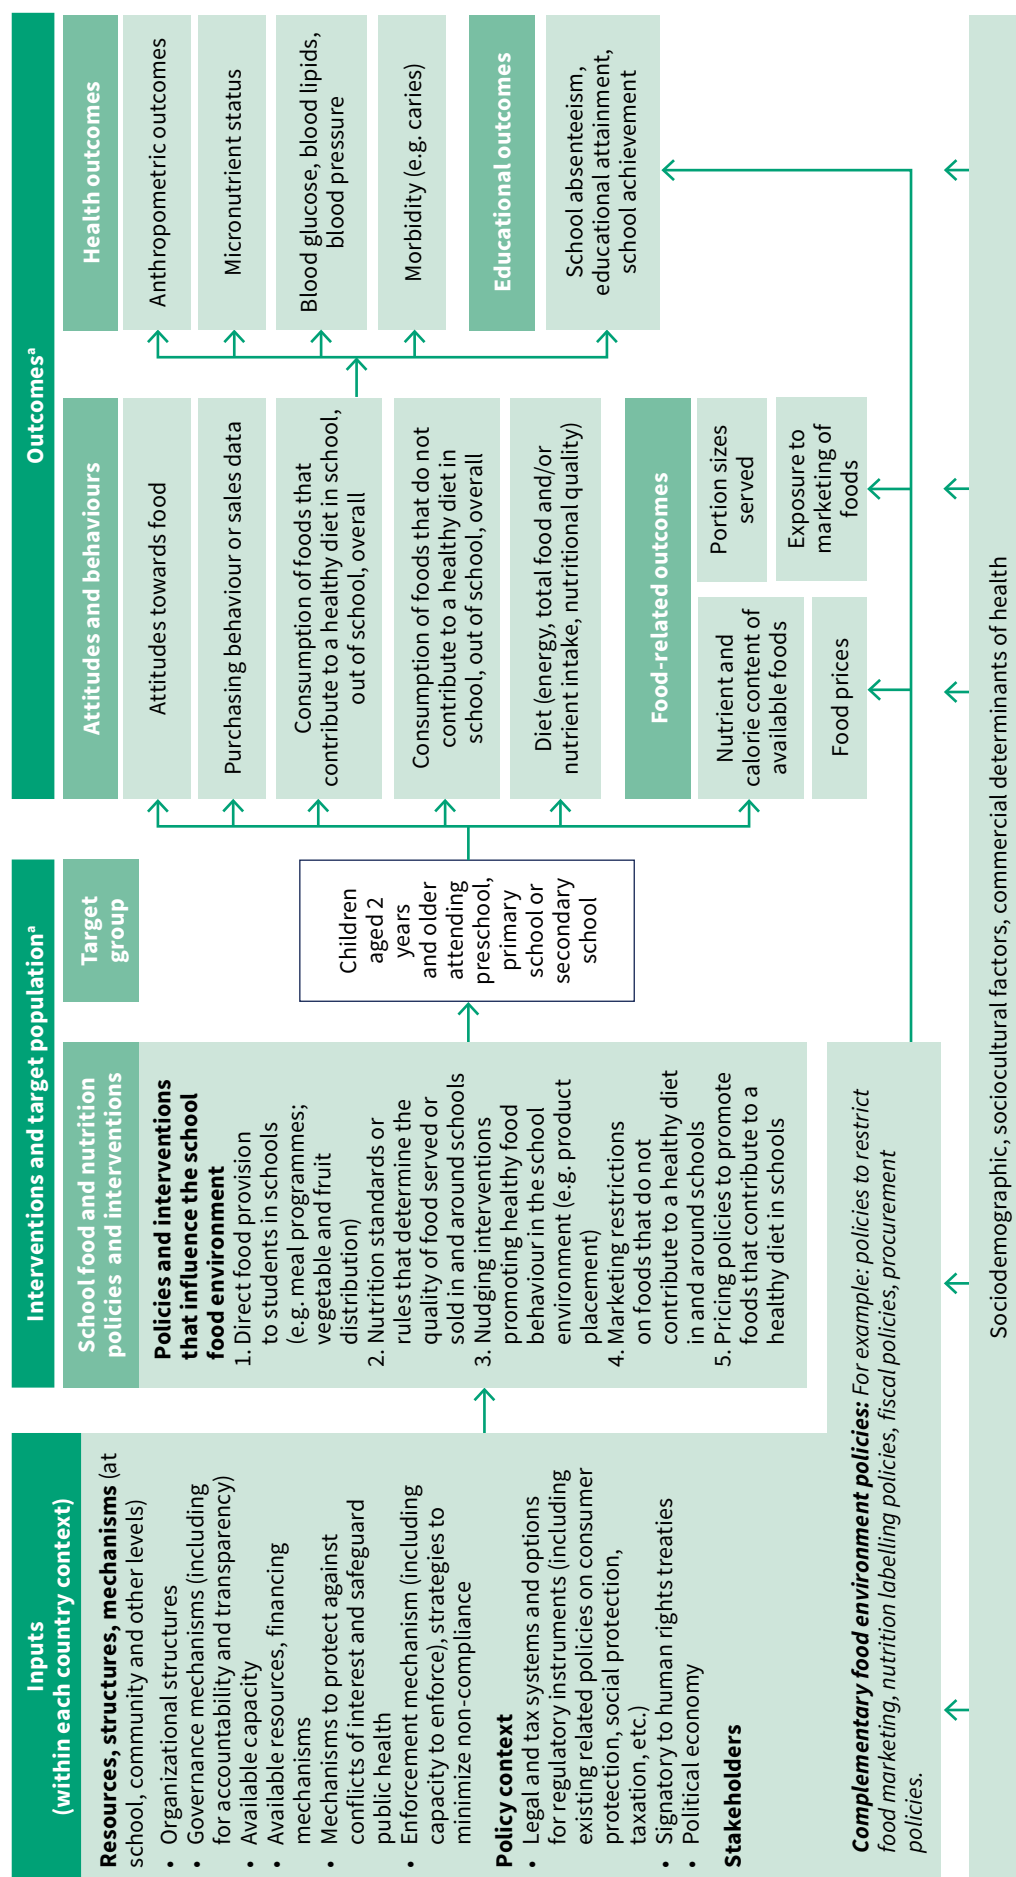 Inputs
(within each country context)
Resources, structures, mechanisms (at
school, community and other levels)
• Organizational structures
• Governance mechanisms (including
for accountability and transparency)
• Available capacity
• Available resources, financing
mechanisms
• Mechanisms to protect against
conflicts of interest and safeguard
public health
• Enforcement mechanism (including
capacity to enforce), strategies to
minimize non-compliance
Policy context
• Legal and tax systems and options
for regulatory instruments (including
existing related policies on consumer
protection, social protection,
taxation, etc.)
• Signatory to human rights treaties
• Political economy
Stakeholders
Complementary food environment policies: For example: policies to restrict
food marketing, nutrition labelling policies, fiscal policies, procurement
policies.
Interventions and target populationᵃ
School food and nutrition
policies and interventions
Policies and interventions
that influence the school
food environment
1. Direct food provision
to students in schools
(e.g. meal programmes;
vegetable and fruit
distribution)
2. Nutrition standards or
rules that determine the
quality of food served or
sold in and around schools
3. Nudging interventions
promoting healthy food
behaviour in the school
environment (e.g. product
placement)
4. Marketing restrictions
on foods that do not
contribute to a healthy diet
in and around schools
5. Pricing policies to promote
foods that contribute to a
healthy diet in schools
Target
group
Children
aged 2
years
and older
attending
preschool,
primary
school or
secondary
school
Outcomesᵃ
Attitudes and behaviours
Attitudes towards food
Purchasing behaviour or sales data
Consumption of foods that
contribute to a healthy diet in school,
out of school, overall
Consumption of foods that do not
contribute to a healthy diet in
school, out of school, overall
Diet (energy, total food and/or
nutrient intake, nutritional quality)
Food-related outcomes
Nutrient and
calorie content of
available foods
Portion sizes
served
Food prices
Exposure to
marketing of
foods
Health outcomes
Anthropometric outcomes
Micronutrient status
Blood glucose, blood lipids,
blood pressure
Morbidity (e.g. caries)
Educational outcomes
School absenteeism,
educational attainment,
school achievement
Sociodemographic, sociocultural factors, commercial determinants of health